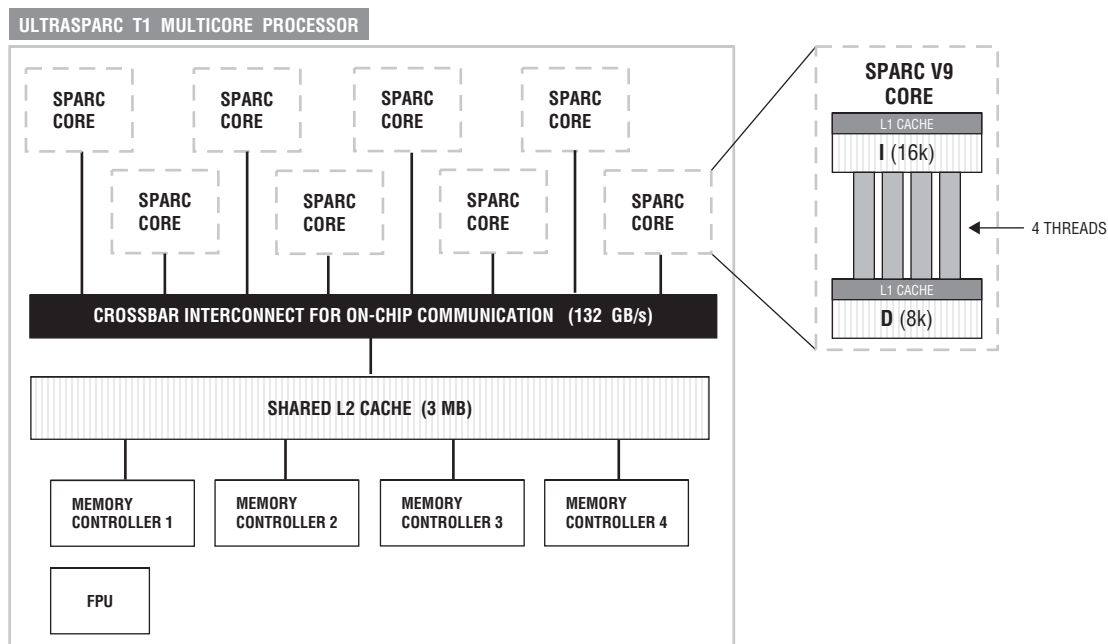 ULTRASPARC T1 MULTICORE PROCESSOR
SPARC
CORE
SPARC
CORE
SPARC
CORE
SPARC
CORE
SPARC
CORE
SPARC
CORE
SPARC
CORE
SPARC
CORE
CROSSBAR INTERCONNECT FOR ON-CHIP COMMUNICATION (132 GB/s)
SHARED L2 CACHE (3 MB)
MEMORY
CONTROLLER 1
MEMORY
CONTROLLER 2
MEMORY
CONTROLLER 3
MEMORY
CONTROLLER 4
FPU
SPARC V9
CORE
L1 CACHE
I (16k)
4 THREADS
L1 CACHE
D (8k)